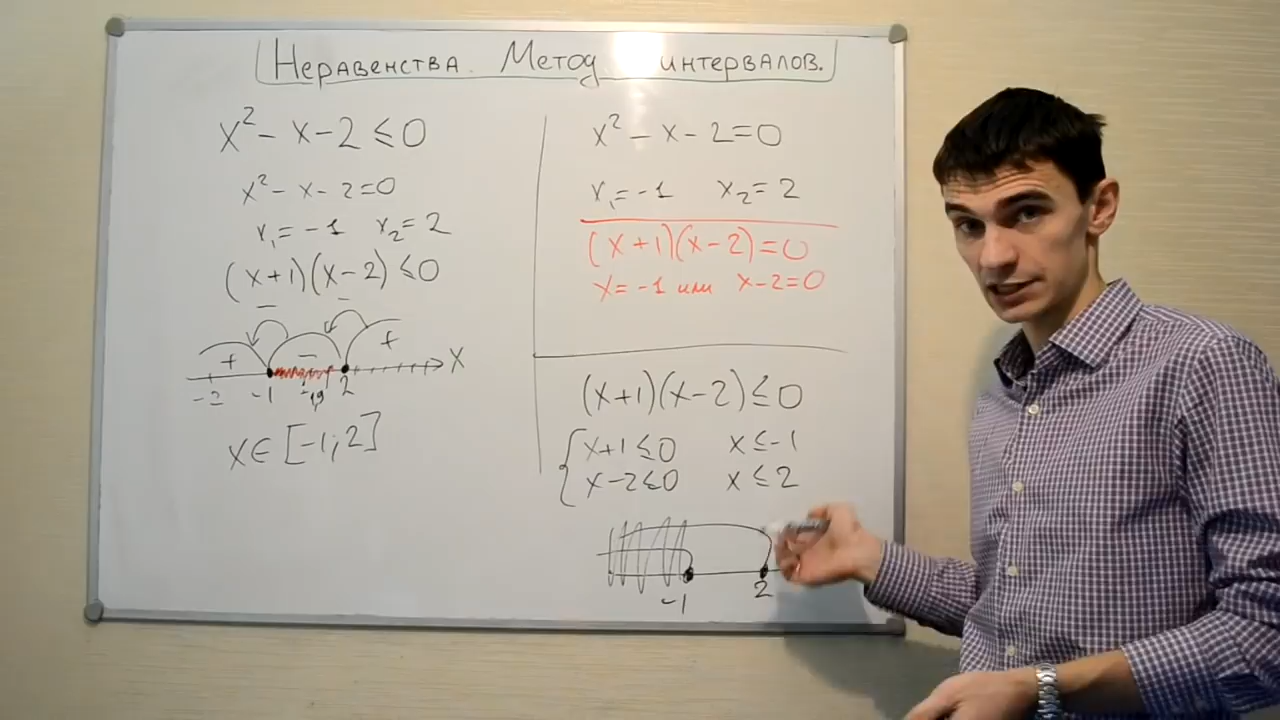 Неравенства. Метод интервалов.
x² − x − 2 ≤ 0
x² − x − 2 = 0
x₁ = −1 x₂ = 2
(x+1)(x−2) ≤ 0
− −
+ − + x
−2 −1 2
x ∈ [−1; 2]
x² − x − 2 = 0
x₁ = −1 x₂ = 2
(x+1)(x−2) = 0
x = −1 или x−2=0
(x+1)(x−2) ≤ 0
x+1 ≤ 0 x ≤ −1
x−2 ≤ 0 x ≤ 2
−1 2